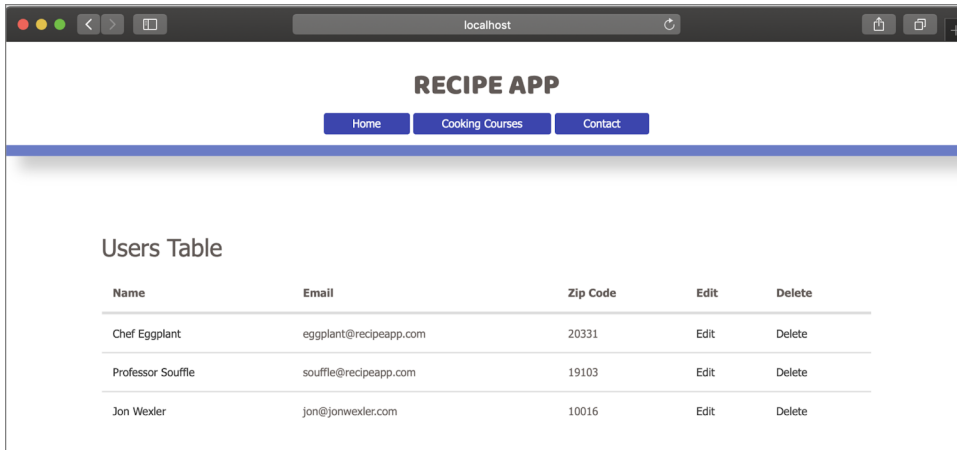 localhost
RECIPE APP
Home Cooking Courses Contact
Users Table
Name Email Zip Code Edit Delete
Chef Eggplant eggplant@recipeapp.com 20331 Edit Delete
Professor Souffle souffle@recipeapp.com 19103 Edit Delete
Jon Wexler jon@jonwexler.com 10016 Edit Delete